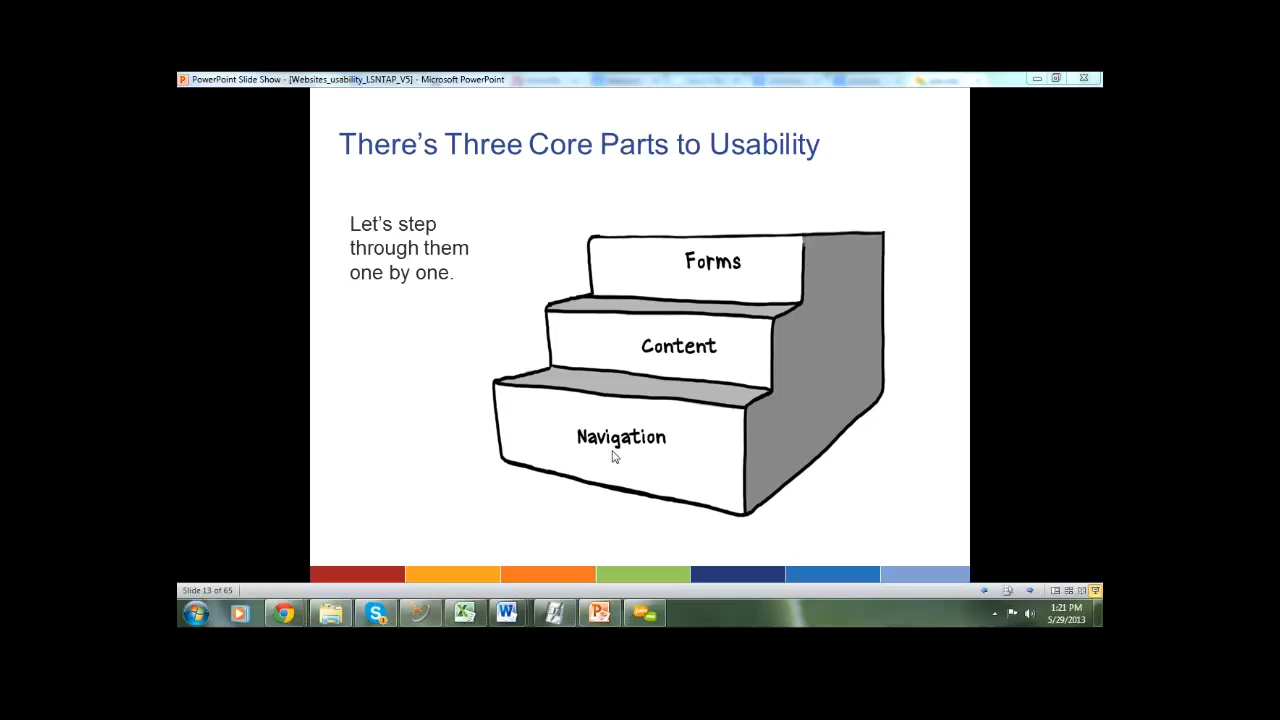 PowerPoint Slide Show - [Websites_usability_LSNTAP_V5] - Microsoft PowerPoint
There's Three Core Parts to Usability
Let's step
through them
one by one.
Forms
Content
Navigation
Slide 13 of 65
1:21 PM
5/29/2013